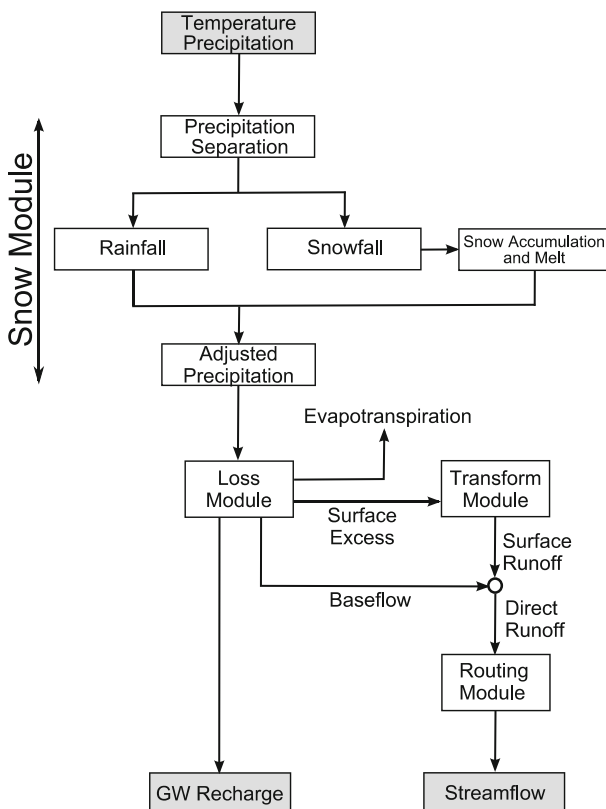 Temperature
Precipitation
Snow Module
Precipitation
Separation
Rainfall
Snowfall
Snow Accumulation
and Melt
Adjusted
Precipitation
Evapotranspiration
Loss
Module
Transform
Module
Surface
Excess
Surface
Runoff
Baseflow
Direct
Runoff
Routing
Module
GW Recharge
Streamflow